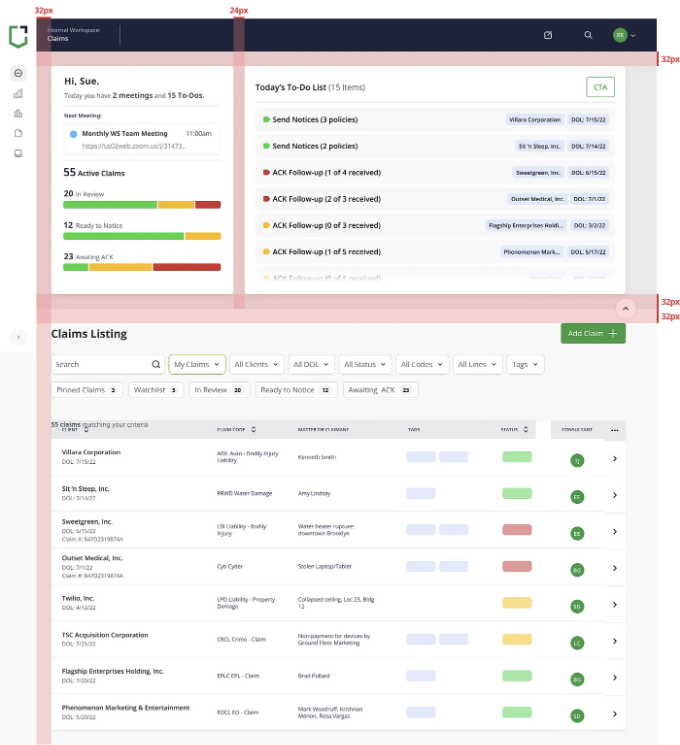 32px
24px
Internal Workspace:
Claims
EE
32px
Hi, Sue.
Today you have 2 meetings and 15 To-Dos.
Next Meeting:
Monthly WS Team Meeting 11:00am
https://us02web.zoom.us/j/31472..
55 Active Claims
20 In Review
12 Ready to Notice
23 Awaiting ACK
Today's To-Do List (15 Items)
CTA
Send Notices (3 policies) Villara Corporation DOL: 7/15/22
Send Notices (2 policies) Sit 'n Sleep, Inc. DOL: 7/14/22
ACK Follow-up (1 of 4 received) Sweetgreen, Inc. DOL: 6/15/22
ACK Follow-up (2 of 3 received) Outset Medical, Inc. DOL: 7/1/22
ACK Follow-up (0 of 3 received) Flagship Enterprises Holdi... DOL: 3/2/22
ACK Follow-up (1 of 5 received) Phenomenon Mark... DOL: 5/17/22
ACK Follow-up (0 of 4 received)
32px
32px
Claims Listing
Add Claim +
Search
My Claims
All Clients
All DOL
All Status
All Codes
All Lines
Tags
Pinned Claims 3
Watchlist 5
In Review 20
Ready to Notice 12
Awaiting ACK 23
55 claims matching your criteria
CLIENT CLAIM CODE MATTER OR CLAIMANT TAGS STATUS CONSULTANT ...
Villara Corporation
DOL: 7/15/22
ABIL Auto - Bodily Injury
Liability
Kenneth Smith
TJ
Sit 'n Sleep, Inc.
DOL: 7/14/22
PRWD Water Damage
Amy Lindsay
EE
Sweetgreen, Inc.
DOL: 6/15/22
Claim #: 847D2319874A
LBI Liability - Bodily
Injury
Water heater rupture:
downtown Brooklyn
EE
Outset Medical, Inc.
DOL: 7/1/22
Claim #: 847D2319874A
Cyb Cyber
Stolen Laptop/Tablet
BG
Twilio, Inc.
DOL: 4/12/22
LPD Liability - Property
Damage
Collapsed ceiling, Loc 23, Bldg
12
SD
TSC Acquisition Corporation
DOL: 7/21/22
CRCL Crime - Claim
Non-payment for devices by
Ground Floor Marketing
LC
Flagship Enterprises Holding, Inc.
DOL: 7/20/22
EPLC EPL - Claim
Brad Pollard
BG
Phenomenon Marketing & Entertainment
DOL: 5/20/22
EOCL EO - Claim
Mark Woodruff, Krishnan
Menon, Rosa Vargas
SD